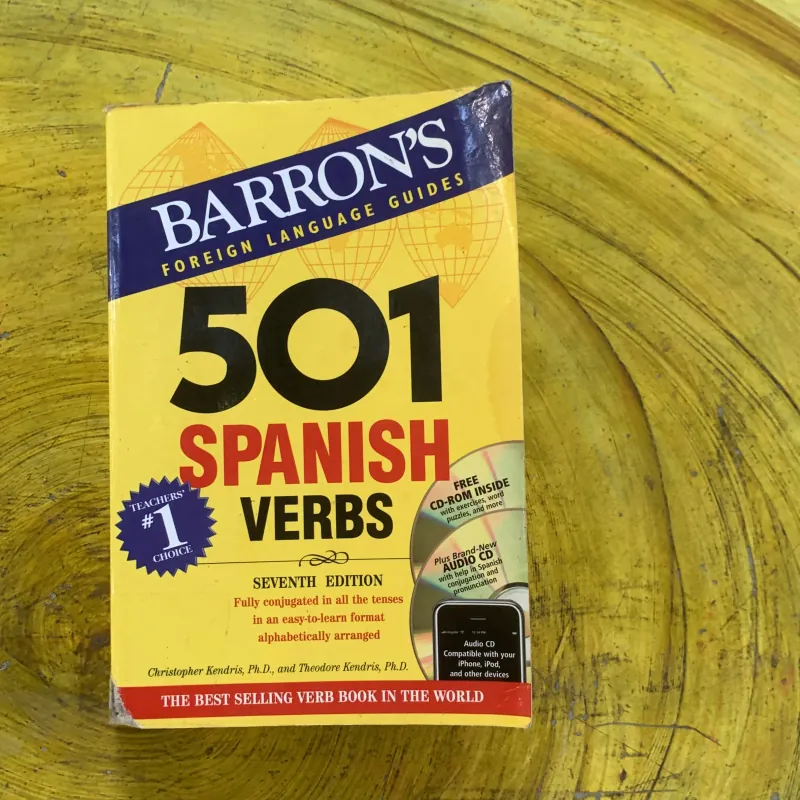 BARRON'S
FOREIGN LANGUAGE GUIDES
501
SPANISH
VERBS
TEACHERS'
#1
CHOICE
FREE
CD-ROM INSIDE
with exercises, word
puzzles, and more
Plus Brand-New
AUDIO CD
with help in Spanish
conjugation and
pronunciation
SEVENTH EDITION
Fully conjugated in all the tenses
in an easy-to-learn format
alphabetically arranged
Audio CD
Compatible with your
iPhone, iPod,
and other devices
Christopher Kendris, Ph.D., and Theodore Kendris, Ph.D.
THE BEST SELLING VERB BOOK IN THE WORLD